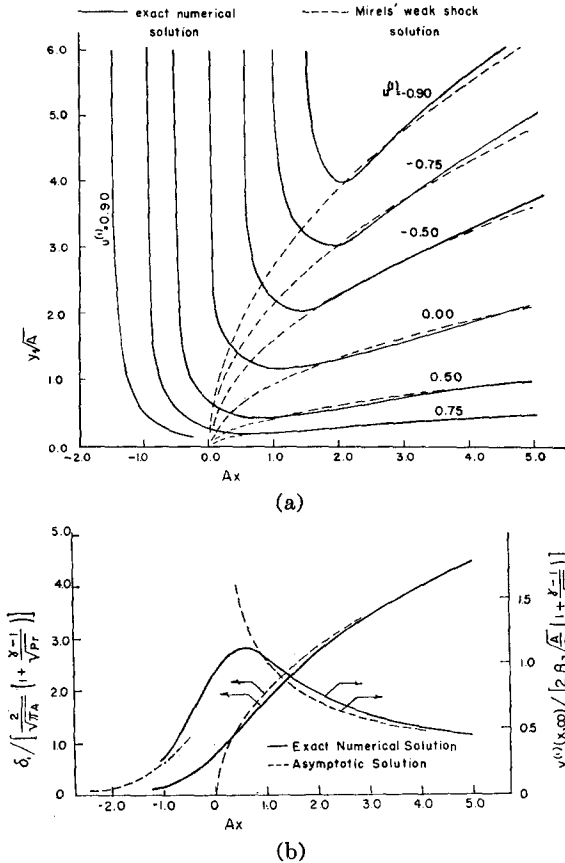 exact numerical solution
Mirels' weak shock solution
6.0
5.0
4.0
3.0
2.0
1.0
0.0
y√A
u⁽¹⁾=0.90
u⁽¹⁾=-0.90
-0.75
-0.50
0.00
0.50
0.75
-2.0 -1.0 0.0 1.0 2.0 3.0 4.0 5.0
Ax
(a)
5.0
4.0
3.0
2.0
1.0
0
δ₁/[2/√πA {1+ γ-1/√Pr}]
1.5
1.0
0.5
0
Exact Numerical Solution
Asymptotic Solution
-2.0 -1.0 0 1.0 2.0 3.0 4.0 5.0
Ax
(b)